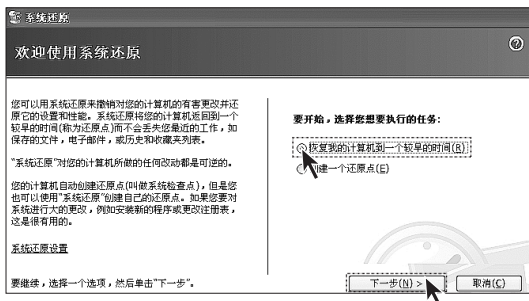 系统还原
欢迎使用系统还原
您可以用系统还原来撤销对您的计算机的有害更改并还
原它的设置和性能。系统还原将您的计算机返回到一个
较早的时间(称为还原点)而不会丢失您最近的工作，如
保存的文件，电子邮件，或历史和收藏夹列表。
"系统还原"对您的计算机所做的任何改动都是可逆的。
您的计算机自动创建还原点(叫做系统检查点)，但是您
也可以使用"系统还原"创建自己的还原点。如果您要对
系统进行大的更改，例如安装新的程序或更改注册表，
这是很有用的。
系统还原设置
要继续，选择一个选项，然后单击"下一步"。
要开始，选择您想要执行的任务：
恢复我的计算机到一个较早的时间(R)
创建一个还原点(E)
下一步(N) >
取消(C)